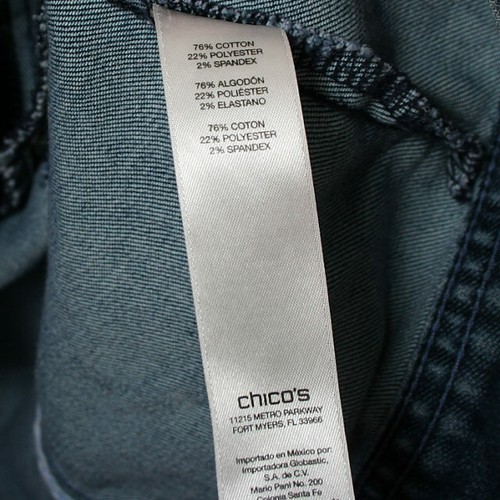 76% COTTON
22% POLYESTER
2% SPANDEX
76% ALGODÓN
22% POLIÉSTER
2% ELASTANO
76% COTON
22% POLYESTER
2% SPANDEX
chico's
11215 METRO PARKWAY
FORT MYERS, FL 33966
Importado en México por:
Importadora Globastic,
S.A. de C.V.
Mario Pani No. 200
Colonia Santa Fe